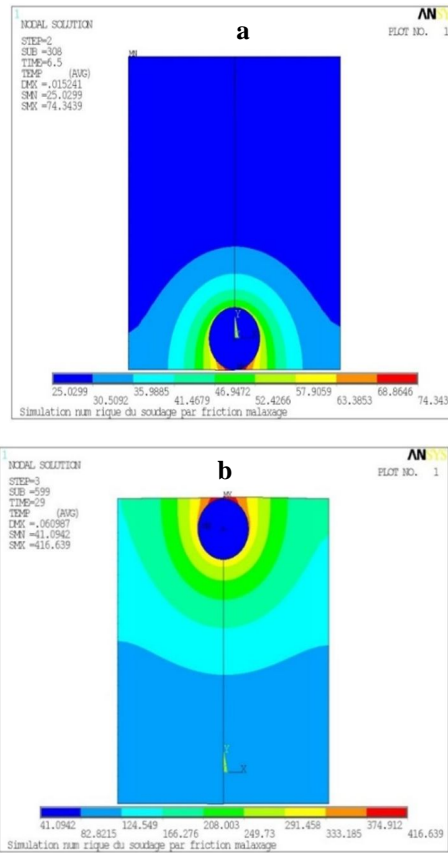 1
NODAL SOLUTION
STEP=2
SUB =308
TIME=6.5
TEMP (AVG)
DMX =.015241
SMN =25.0299
SMX =74.3439
a
ANSYS
PLOT NO. 1
MN
Y
25.0299 35.9885 46.9472 57.9059 68.8646
30.5092 41.4679 52.4266 63.3853 74.343
Simulation num rique du soudage par friction malaxage
1
NODAL SOLUTION
STEP=3
SUB =599
TIME=29
TEMP (AVG)
DMX =.060987
SMN =41.0942
SMX =416.639
b
ANSYS
PLOT NO. 1
MX
Y
X
41.0942 124.549 208.003 291.458 374.912
82.8215 166.276 249.73 333.185 416.639
Simulation num rique du soudage par friction malaxage